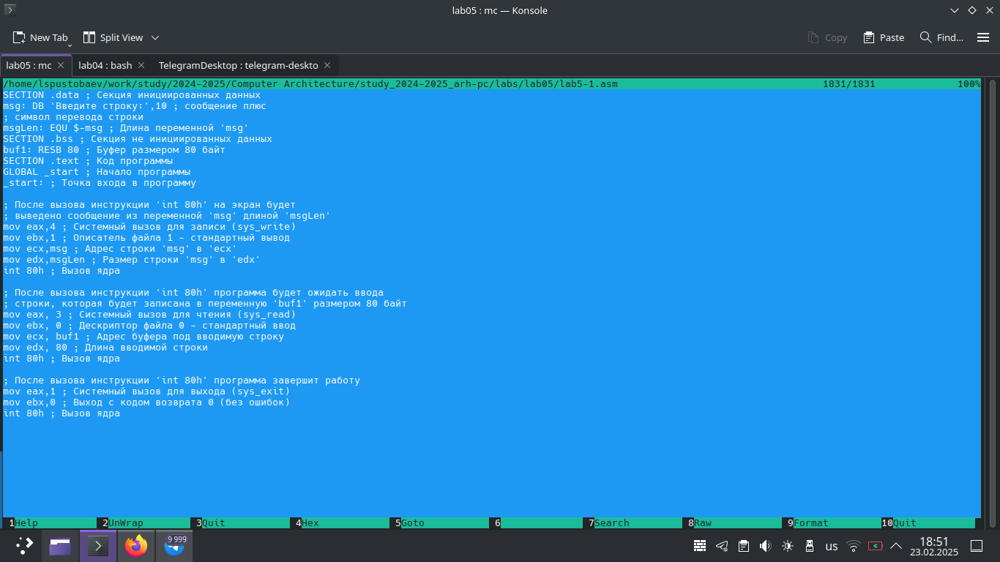 lab05 : mc — Konsole
New Tab
Split View
Copy
Paste
Find...
lab05 : mc
lab04 : bash
TelegramDesktop : telegram-deskto
/home/lspustobaev/work/study/2024-2025/Computer Architecture/study_2024-2025_arh-pc/labs/lab05/lab5-1.asm 1831/1831 100%
SECTION .data ; Секция инициированных данных
msg: DB 'Введите строку:',10 ; сообщение плюс
; символ перевода строки
msgLen: EQU $-msg ; Длина переменной 'msg'
SECTION .bss ; Секция не инициированных данных
buf1: RESB 80 ; Буфер размером 80 байт
SECTION .text ; Код программы
GLOBAL _start ; Начало программы
_start: ; Точка входа в программу
; После вызова инструкции 'int 80h' на экран будет
; выведено сообщение из переменной 'msg' длиной 'msgLen'
mov eax,4 ; Системный вызов для записи (sys_write)
mov ebx,1 ; Описатель файла 1 - стандартный вывод
mov ecx,msg ; Адрес строки 'msg' в 'ecx'
mov edx,msgLen ; Размер строки 'msg' в 'edx'
int 80h ; Вызов ядра
; После вызова инструкции 'int 80h' программа будет ожидать ввода
; строки, которая будет записана в переменную 'buf1' размером 80 байт
mov eax, 3 ; Системный вызов для чтения (sys_read)
mov ebx, 0 ; Дескриптор файла 0 - стандартный ввод
mov ecx, buf1 ; Адрес буфера под вводимую строку
mov edx, 80 ; Длина вводимой строки
int 80h ; Вызов ядра
; После вызова инструкции 'int 80h' программа завершит работу
mov eax,1 ; Системный вызов для выхода (sys_exit)
mov ebx,0 ; Выход с кодом возврата 0 (без ошибок)
int 80h ; Вызов ядра
1Help 2UnWrap 3Quit 4Hex 5Goto 6 7Search 8Raw 9Format 10Quit
9 999
us
18:51
23.02.2025